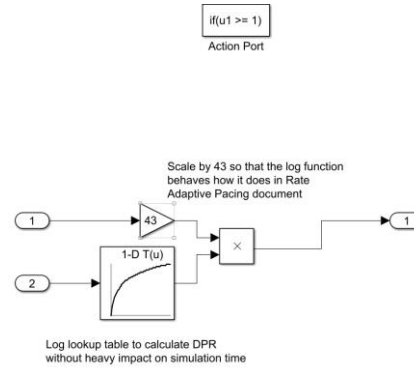 if(u1 >= 1)
Action Port
Scale by 43 so that the log function
behaves how it does in Rate
Adaptive Pacing document
1
43
1
×
1-D T(u)
2
Log lookup table to calculate DPR
without heavy impact on simulation time